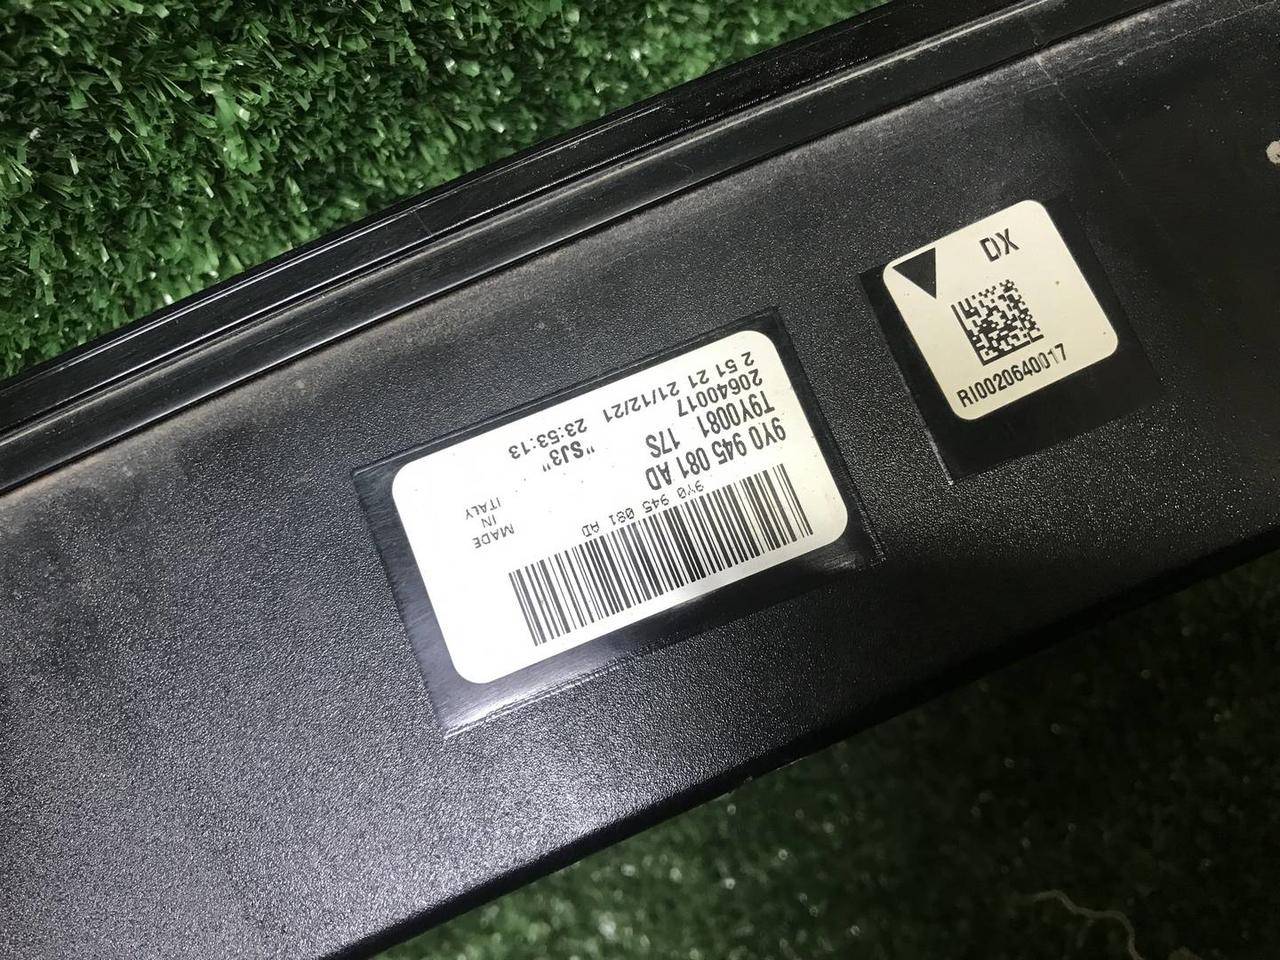 9Y0 945 081 AD
9Y0 945 081 AD
T9Y0081 17S
20640017
2 51 21 21/12/21 23:53:13
"SJ3"
MADE
IN
ITALY
DX
RI0020640017